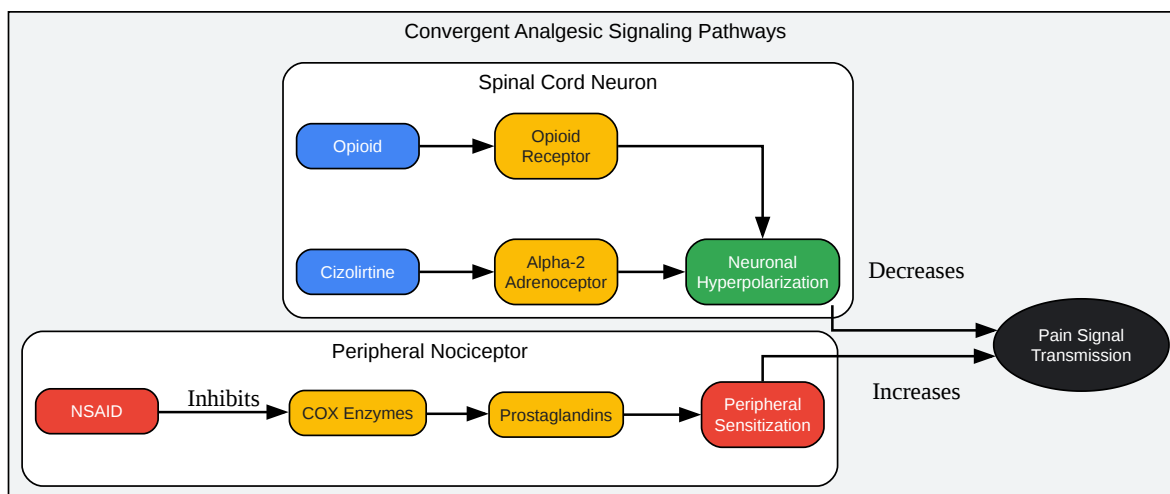 Convergent Analgesic Signaling Pathways
Spinal Cord Neuron
Opioid
Opioid
Receptor
Cizolirtine
Alpha-2
Adrenoceptor
Neuronal
Hyperpolarization
Decreases
Pain Signal
Transmission
Peripheral Nociceptor
NSAID
Inhibits
COX Enzymes
Prostaglandins
Peripheral
Sensitization
Increases